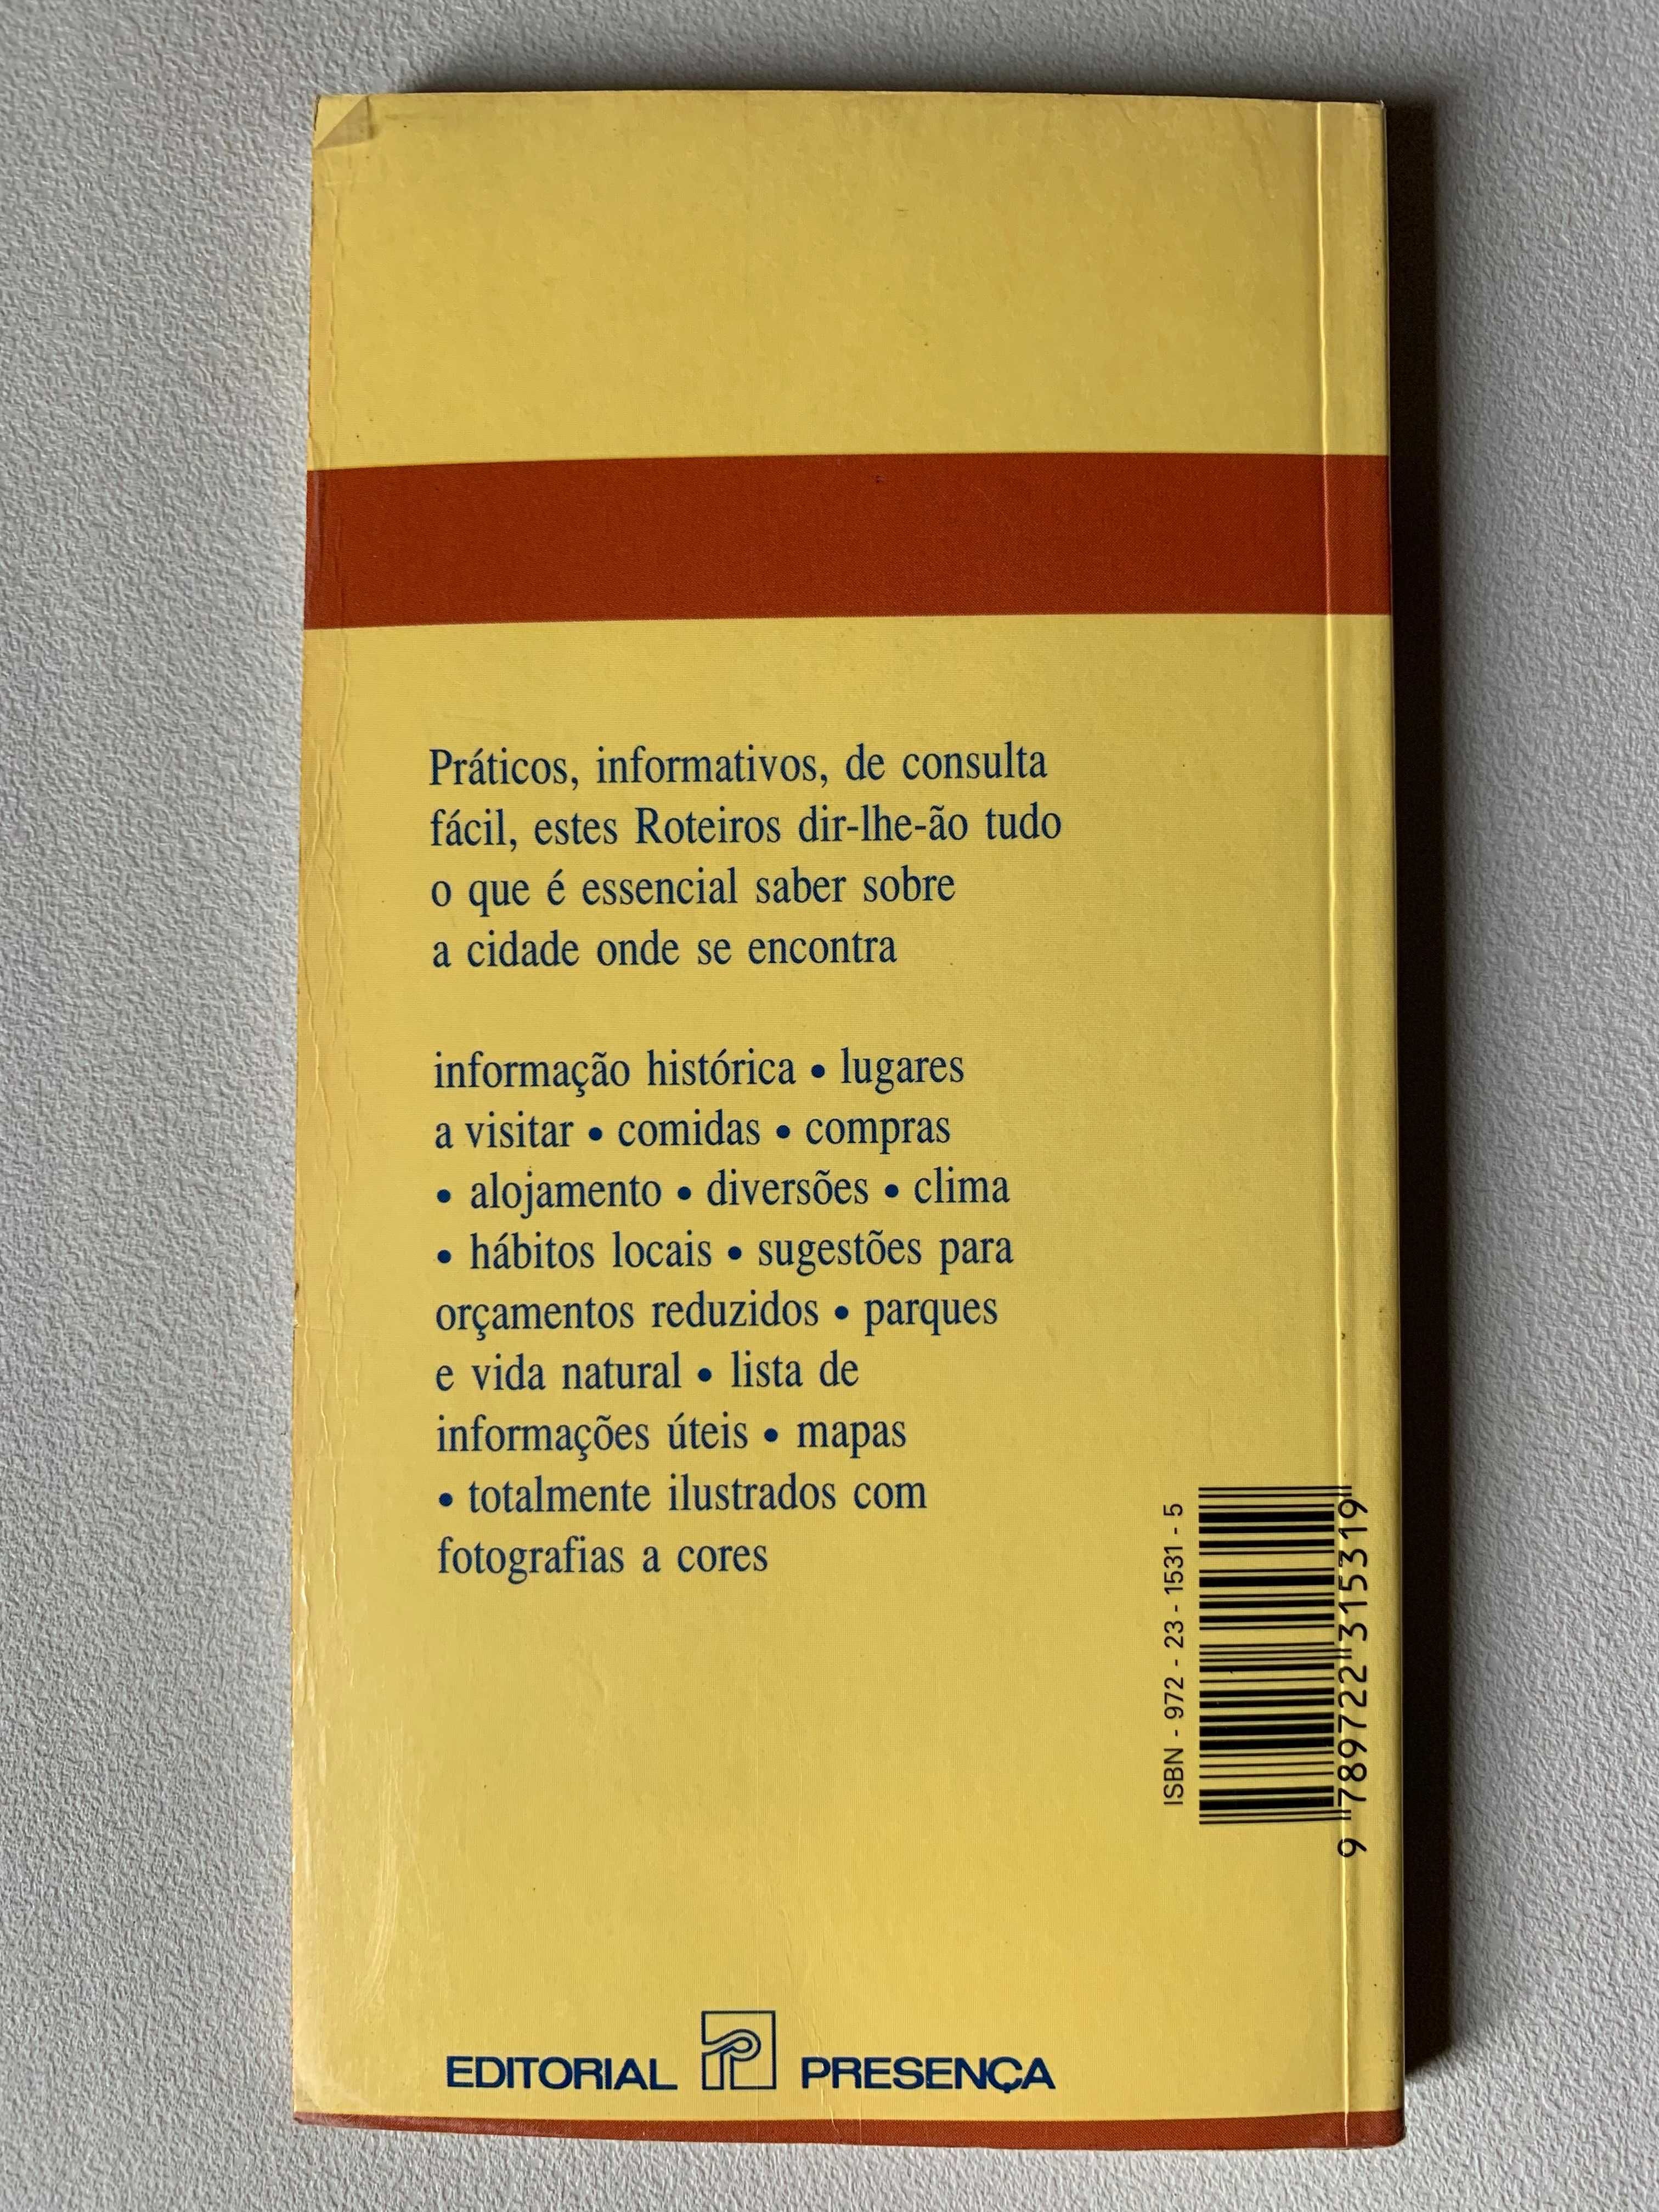 Práticos, informativos, de consulta
fácil, estes Roteiros dir-lhe-ão tudo
o que é essencial saber sobre
a cidade onde se encontra
informação histórica • lugares
a visitar • comidas • compras
• alojamento • diversões • clima
• hábitos locais • sugestões para
orçamentos reduzidos • parques
e vida natural • lista de
informações úteis • mapas
• totalmente ilustrados com
fotografias a cores
ISBN - 972 - 23 - 1531 - 5
9 789722 315319
EDITORIAL PRESENÇA